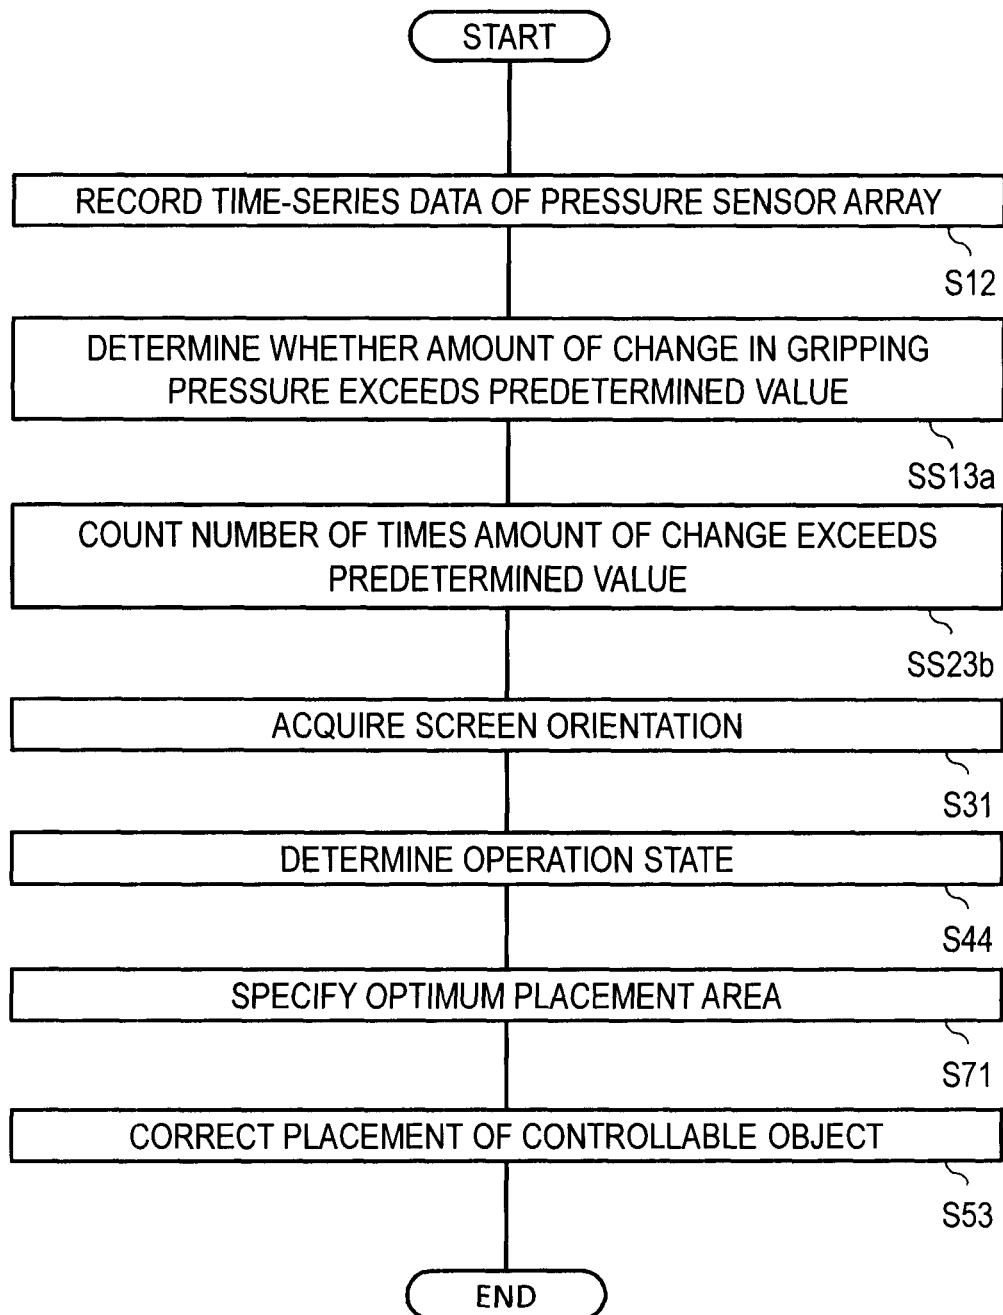 START
RECORD TIME-SERIES DATA OF PRESSURE SENSOR ARRAY
S12
DETERMINE WHETHER AMOUNT OF CHANGE IN GRIPPING
PRESSURE EXCEEDS PREDETERMINED VALUE
SS13a
COUNT NUMBER OF TIMES AMOUNT OF CHANGE EXCEEDS
PREDETERMINED VALUE
SS23b
ACQUIRE SCREEN ORIENTATION
S31
DETERMINE OPERATION STATE
S44
SPECIFY OPTIMUM PLACEMENT AREA
S71
CORRECT PLACEMENT OF CONTROLLABLE OBJECT
S53
END